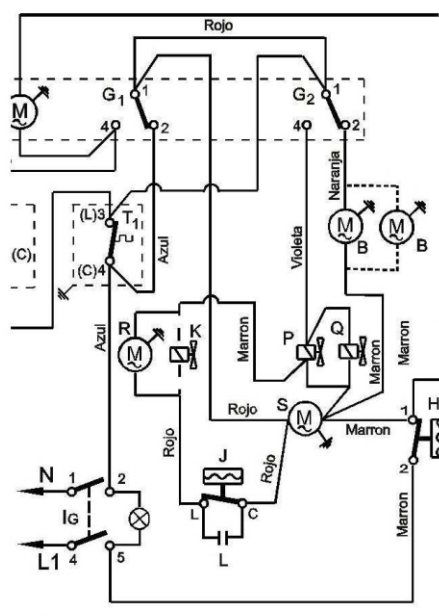 Rojo
M
G1
1
4
2
G2
1
4
2
(L)3
T1
(C)
(C)4
Azul
Azul
Violeta
Naranja
M
B
M
B
R
M
K
Marron
P
Q
Marron
Marron
Rojo
S
M
Marron
1
H
2
Rojo
J
Rojo
L
C
L
Marron
N
1
2
IG
L1
4
5